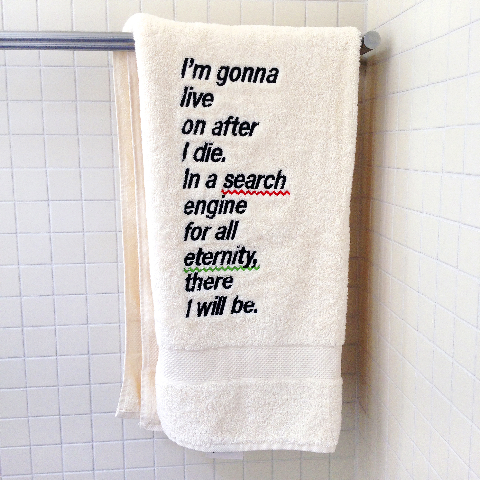 I'm gonna
live
on after
I die.
In a search
engine
for all
eternity,
there
I will be.